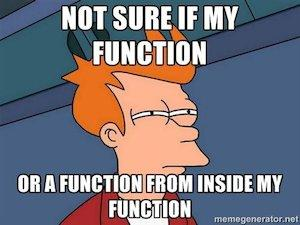 NOT SURE IF MY
FUNCTION
OR A FUNCTION FROM INSIDE MY
FUNCTION
memegenerator.net